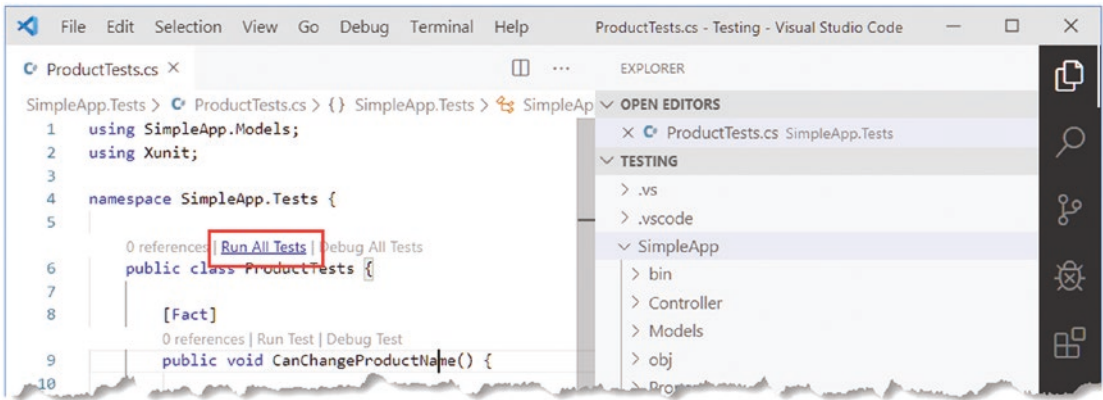 File Edit Selection View Go Debug Terminal Help ProductTests.cs - Testing - Visual Studio Code
ProductTests.cs
SimpleApp.Tests > ProductTests.cs > {} SimpleApp.Tests > SimpleAp
1 using SimpleApp.Models;
2 using Xunit;
3
4 namespace SimpleApp.Tests {
5
0 references | Run All Tests | Debug All Tests
6 public class ProductTests {
7
8 [Fact]
0 references | Run Test | Debug Test
9 public void CanChangeProductName() {
10
EXPLORER
OPEN EDITORS
ProductTests.cs SimpleApp.Tests
TESTING
> .vs
> .vscode
SimpleApp
> bin
> Controller
> Models
> obj